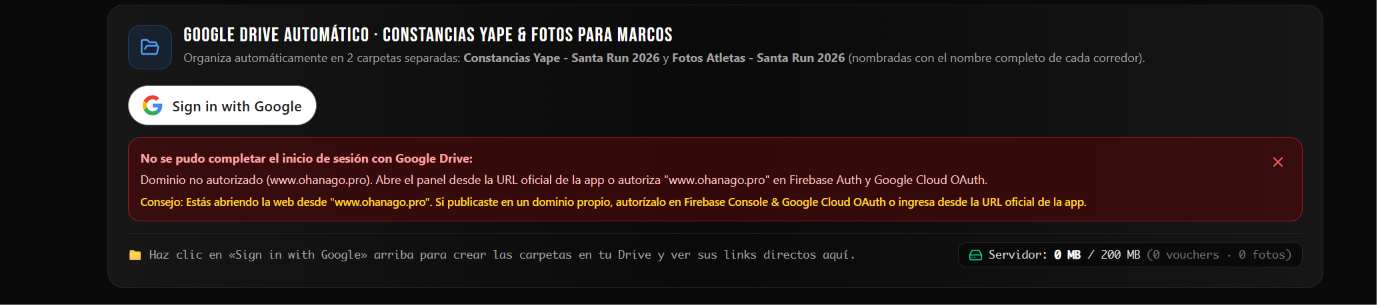 GOOGLE DRIVE AUTOMÁTICO · CONSTANCIAS YAPE & FOTOS PARA MARCOS
Organiza automáticamente en 2 carpetas separadas: Constancias Yape - Santa Run 2026 y Fotos Atletas - Santa Run 2026 (nombradas con el nombre completo de cada corredor).
Sign in with Google
No se pudo completar el inicio de sesión con Google Drive:
Dominio no autorizado (www.ohanago.pro). Abre el panel desde la URL oficial de la app o autoriza "www.ohanago.pro" en Firebase Auth y Google Cloud OAuth.
Consejo: Estás abriendo la web desde "www.ohanago.pro". Si publicaste en un dominio propio, autorízalo en Firebase Console & Google Cloud OAuth o ingresa desde la URL oficial de la app.
Haz clic en «Sign in with Google» arriba para crear las carpetas en tu Drive y ver sus links directos aquí.
Servidor: 0 MB / 200 MB (0 vouchers · 0 fotos)